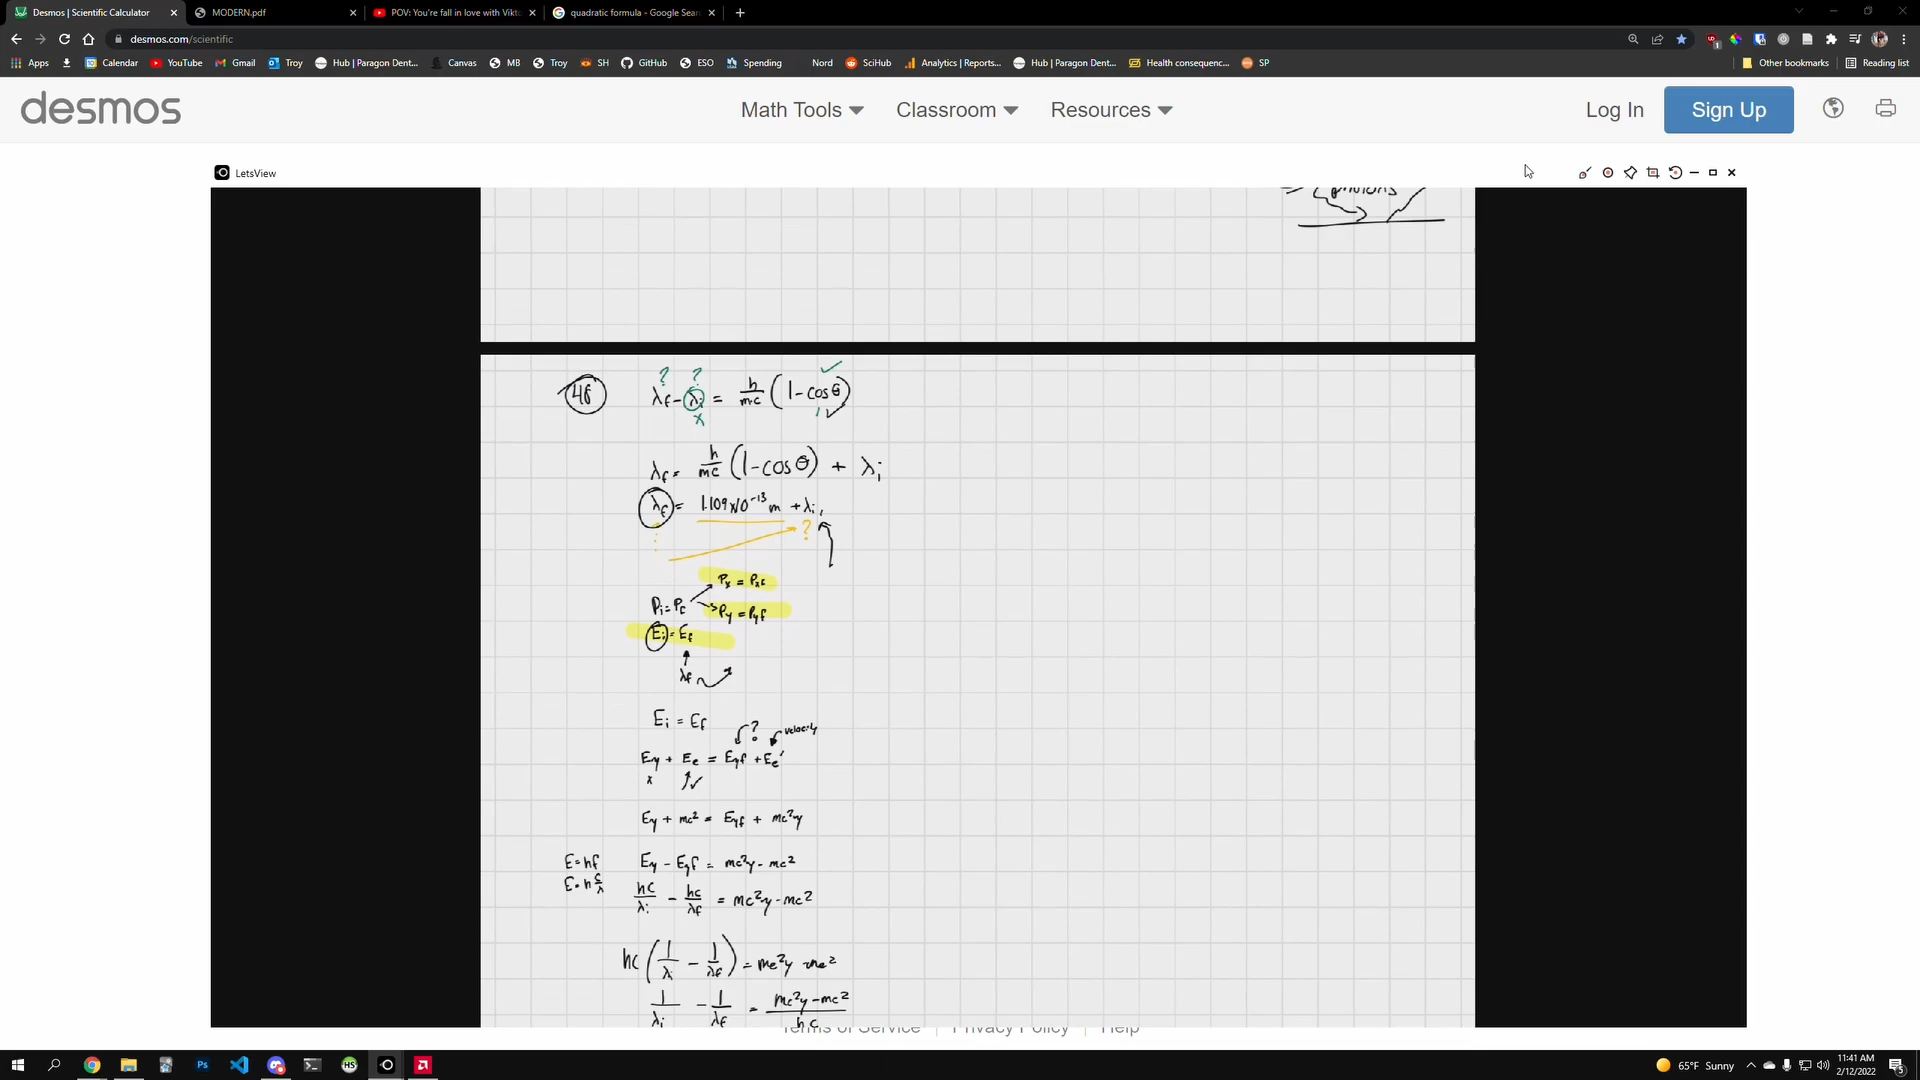 Desmos | Scientific Calculator
MODERN.pdf
POV: You're fall in love with Vikt
quadratic formula - Google Sear
desmos.com/scientific
Apps
Calendar
YouTube
Gmail
Troy
Hub | Paragon Dent...
Canvas
MB
Troy
SH
GitHub
ESO
Spending
Nord
SciHub
Analytics | Reports...
Hub | Paragon Dent...
Health consequenc...
SP
Other bookmarks
Reading list
desmos
Math Tools
Classroom
Resources
Log In
Sign Up
LetsView
photons
48
? ? ✓
λf - λi = h/mc (1 - cosθ)
x
λf = h/mc (1 - cosθ) + λi
λf = 1.109x10^-13 m + λi
?
Px = Pxf
Pi = Pf
Py = Pyf
Ei = Ef
λf
Ei = Ef
? velocity
Eγ + Ee = Eγf + Ee'
x ✓
Eγ + mc² = Eγf + mc²γ
E = hf
Eγ - Eγf = mc²γ - mc²
E = h c/λ
hc/λi - hc/λf = mc²γ - mc²
hc (1/λi - 1/λf) = mc²γ - mc²
1/λi - 1/λf = mc²γ - mc² / hc
Terms of Service | Privacy Policy | Help
65°F Sunny
11:41 AM
2/12/2022